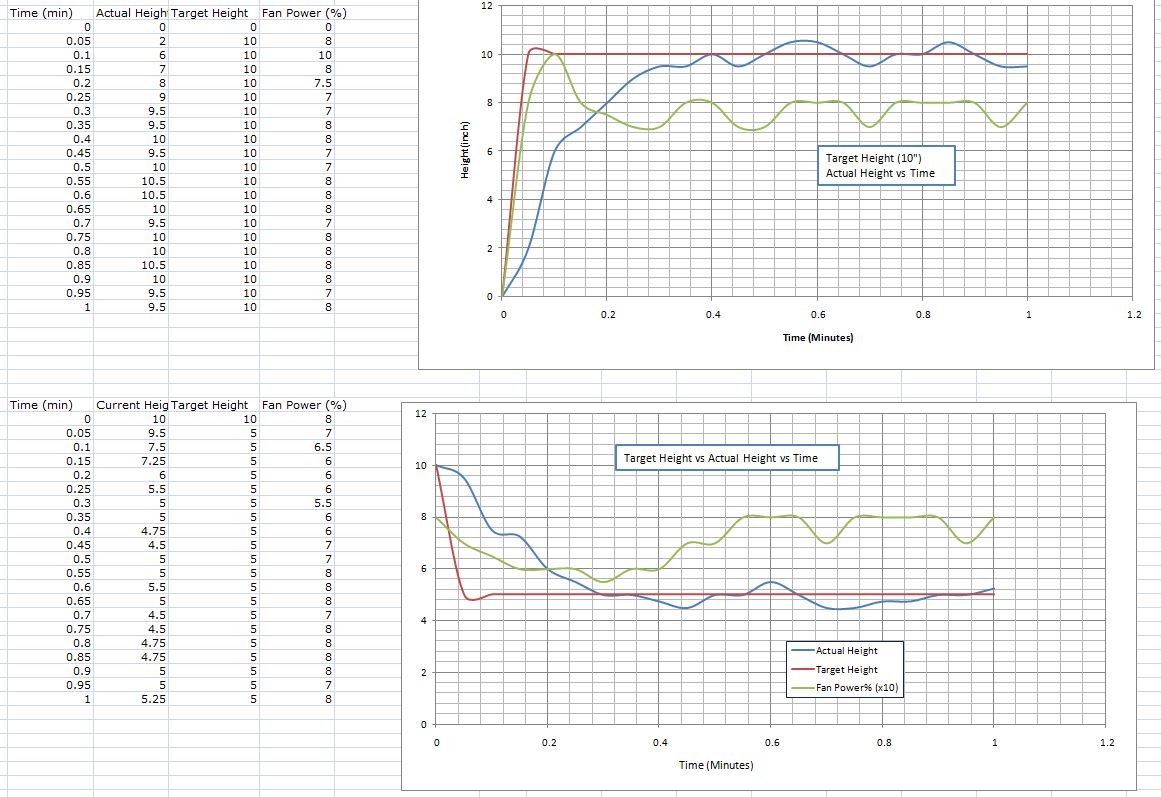 Time (min) Actual Heigh Target Height Fan Power (%)
0 0 0 0
0.05 2 10 8
0.1 6 10 10
0.15 7 10 8
0.2 8 10 7.5
0.25 9 10 7
0.3 9.5 10 7
0.35 9.5 10 8
0.4 10 10 8
0.45 9.5 10 7
0.5 10 10 7
0.55 10.5 10 8
0.6 10.5 10 8
0.65 10 10 8
0.7 9.5 10 7
0.75 10 10 8
0.8 10 10 8
0.85 10.5 10 8
0.9 10 10 8
0.95 9.5 10 7
1 9.5 10 8
12
10
8
6
4
2
0
Height(inch)
Target Height (10")
Actual Height vs Time
0 0.2 0.4 0.6 0.8 1 1.2
Time (Minutes)
Time (min) Current Heig Target Height Fan Power (%)
0 10 10 8
0.05 9.5 5 7
0.1 7.5 5 6.5
0.15 7.25 5 6
0.2 6 5 6
0.25 5.5 5 6
0.3 5 5 5.5
0.35 5 5 6
0.4 4.75 5 6
0.45 4.5 5 7
0.5 5 5 7
0.55 5 5 8
0.6 5.5 5 8
0.65 5 5 8
0.7 4.5 5 7
0.75 4.5 5 8
0.8 4.75 5 8
0.85 4.75 5 8
0.9 5 5 8
0.95 5 5 7
1 5.25 5 8
12
10
8
6
4
2
0
Target Height vs Actual Height vs Time
Actual Height
Target Height
Fan Power% (x10)
0 0.2 0.4 0.6 0.8 1 1.2
Time (Minutes)